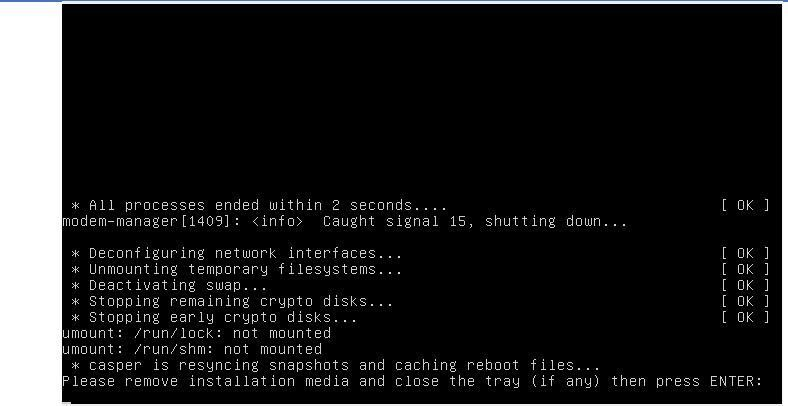 * All processes ended within 2 seconds.... [ OK ]
modem-manager[1409]: <info>  Caught signal 15, shutting down...
* Deconfiguring network interfaces... [ OK ]
* Unmounting temporary filesystems... [ OK ]
* Deactivating swap... [ OK ]
* Stopping remaining crypto disks... [ OK ]
* Stopping early crypto disks... [ OK ]
umount: /run/lock: not mounted
umount: /run/shm: not mounted
* casper is resyncing snapshots and caching reboot files...
Please remove installation media and close the tray (if any) then press ENTER: